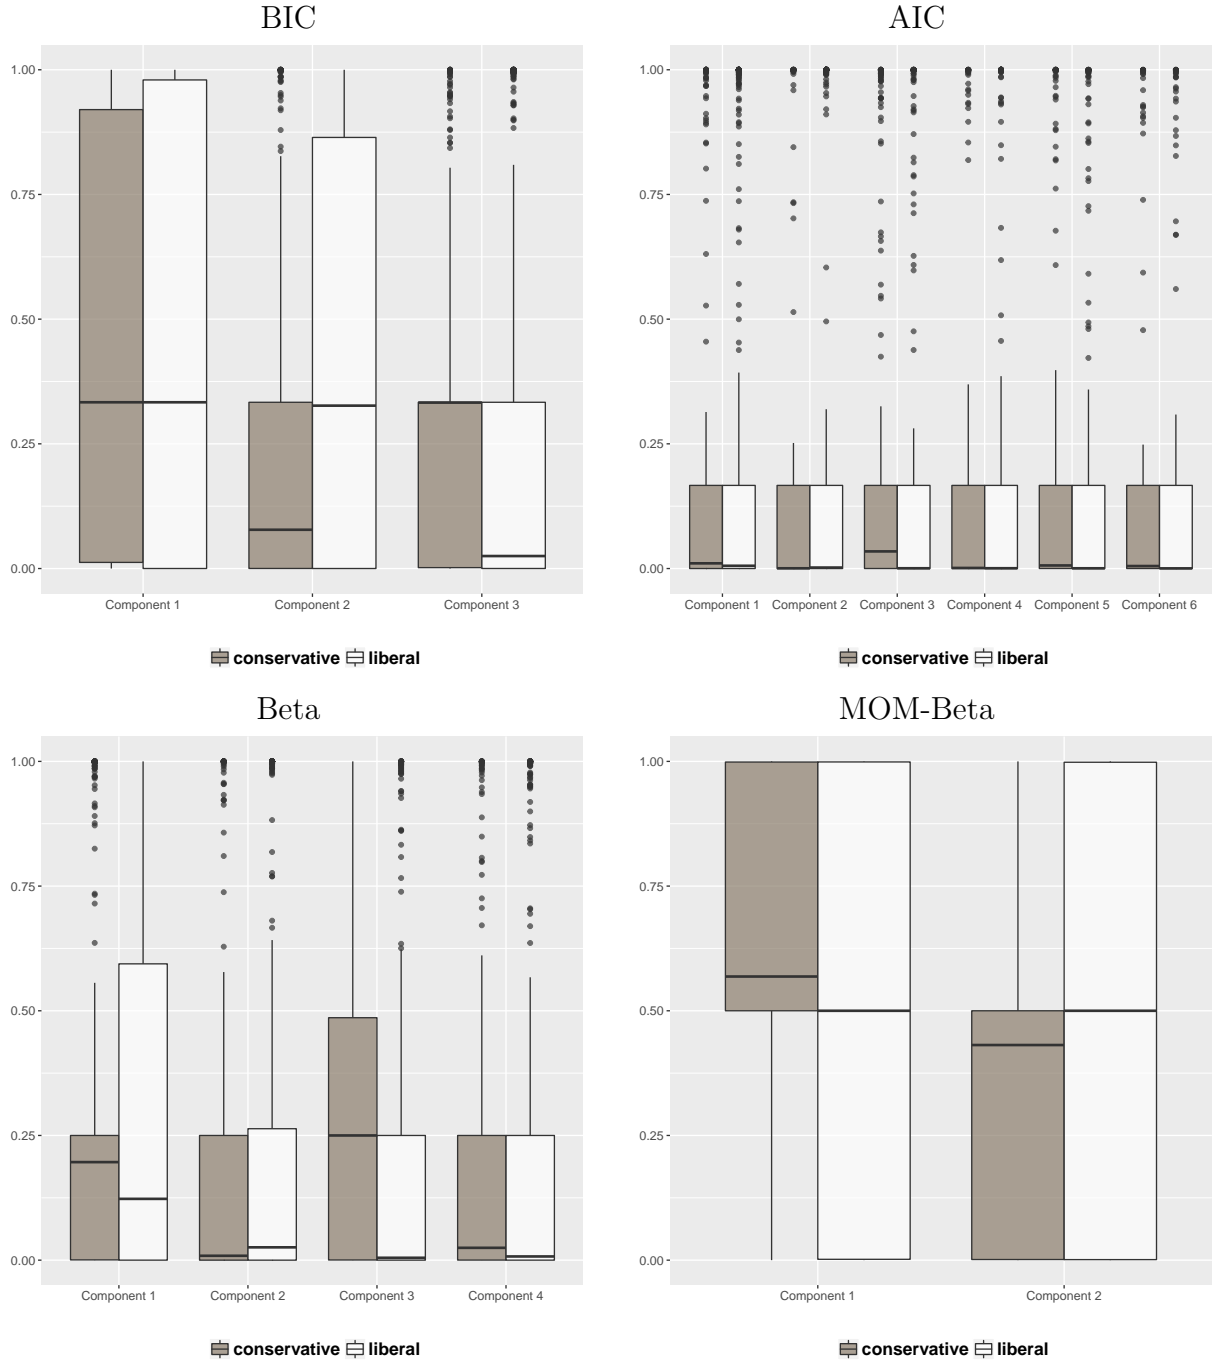 BIC
1.00
0.75
0.50
0.25
0.00
Component 1 Component 2 Component 3
conservative liberal
AIC
1.00
0.75
0.50
0.25
0.00
Component 1 Component 2 Component 3 Component 4 Component 5 Component 6
conservative liberal
Beta
1.00
0.75
0.50
0.25
0.00
Component 1 Component 2 Component 3 Component 4
conservative liberal
MOM-Beta
1.00
0.75
0.50
0.25
0.00
Component 1 Component 2
conservative liberal